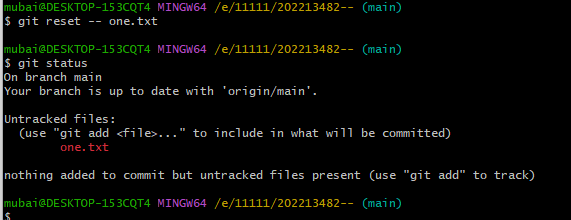 mubai@DESKTOP-153CQT4 MINGW64 /e/11111/202213482-- (main)
$ git reset -- one.txt

mubai@DESKTOP-153CQT4 MINGW64 /e/11111/202213482-- (main)
$ git status
On branch main
Your branch is up to date with 'origin/main'.

Untracked files:
  (use "git add <file>..." to include in what will be committed)
        one.txt

nothing added to commit but untracked files present (use "git add" to track)

mubai@DESKTOP-153CQT4 MINGW64 /e/11111/202213482-- (main)
$